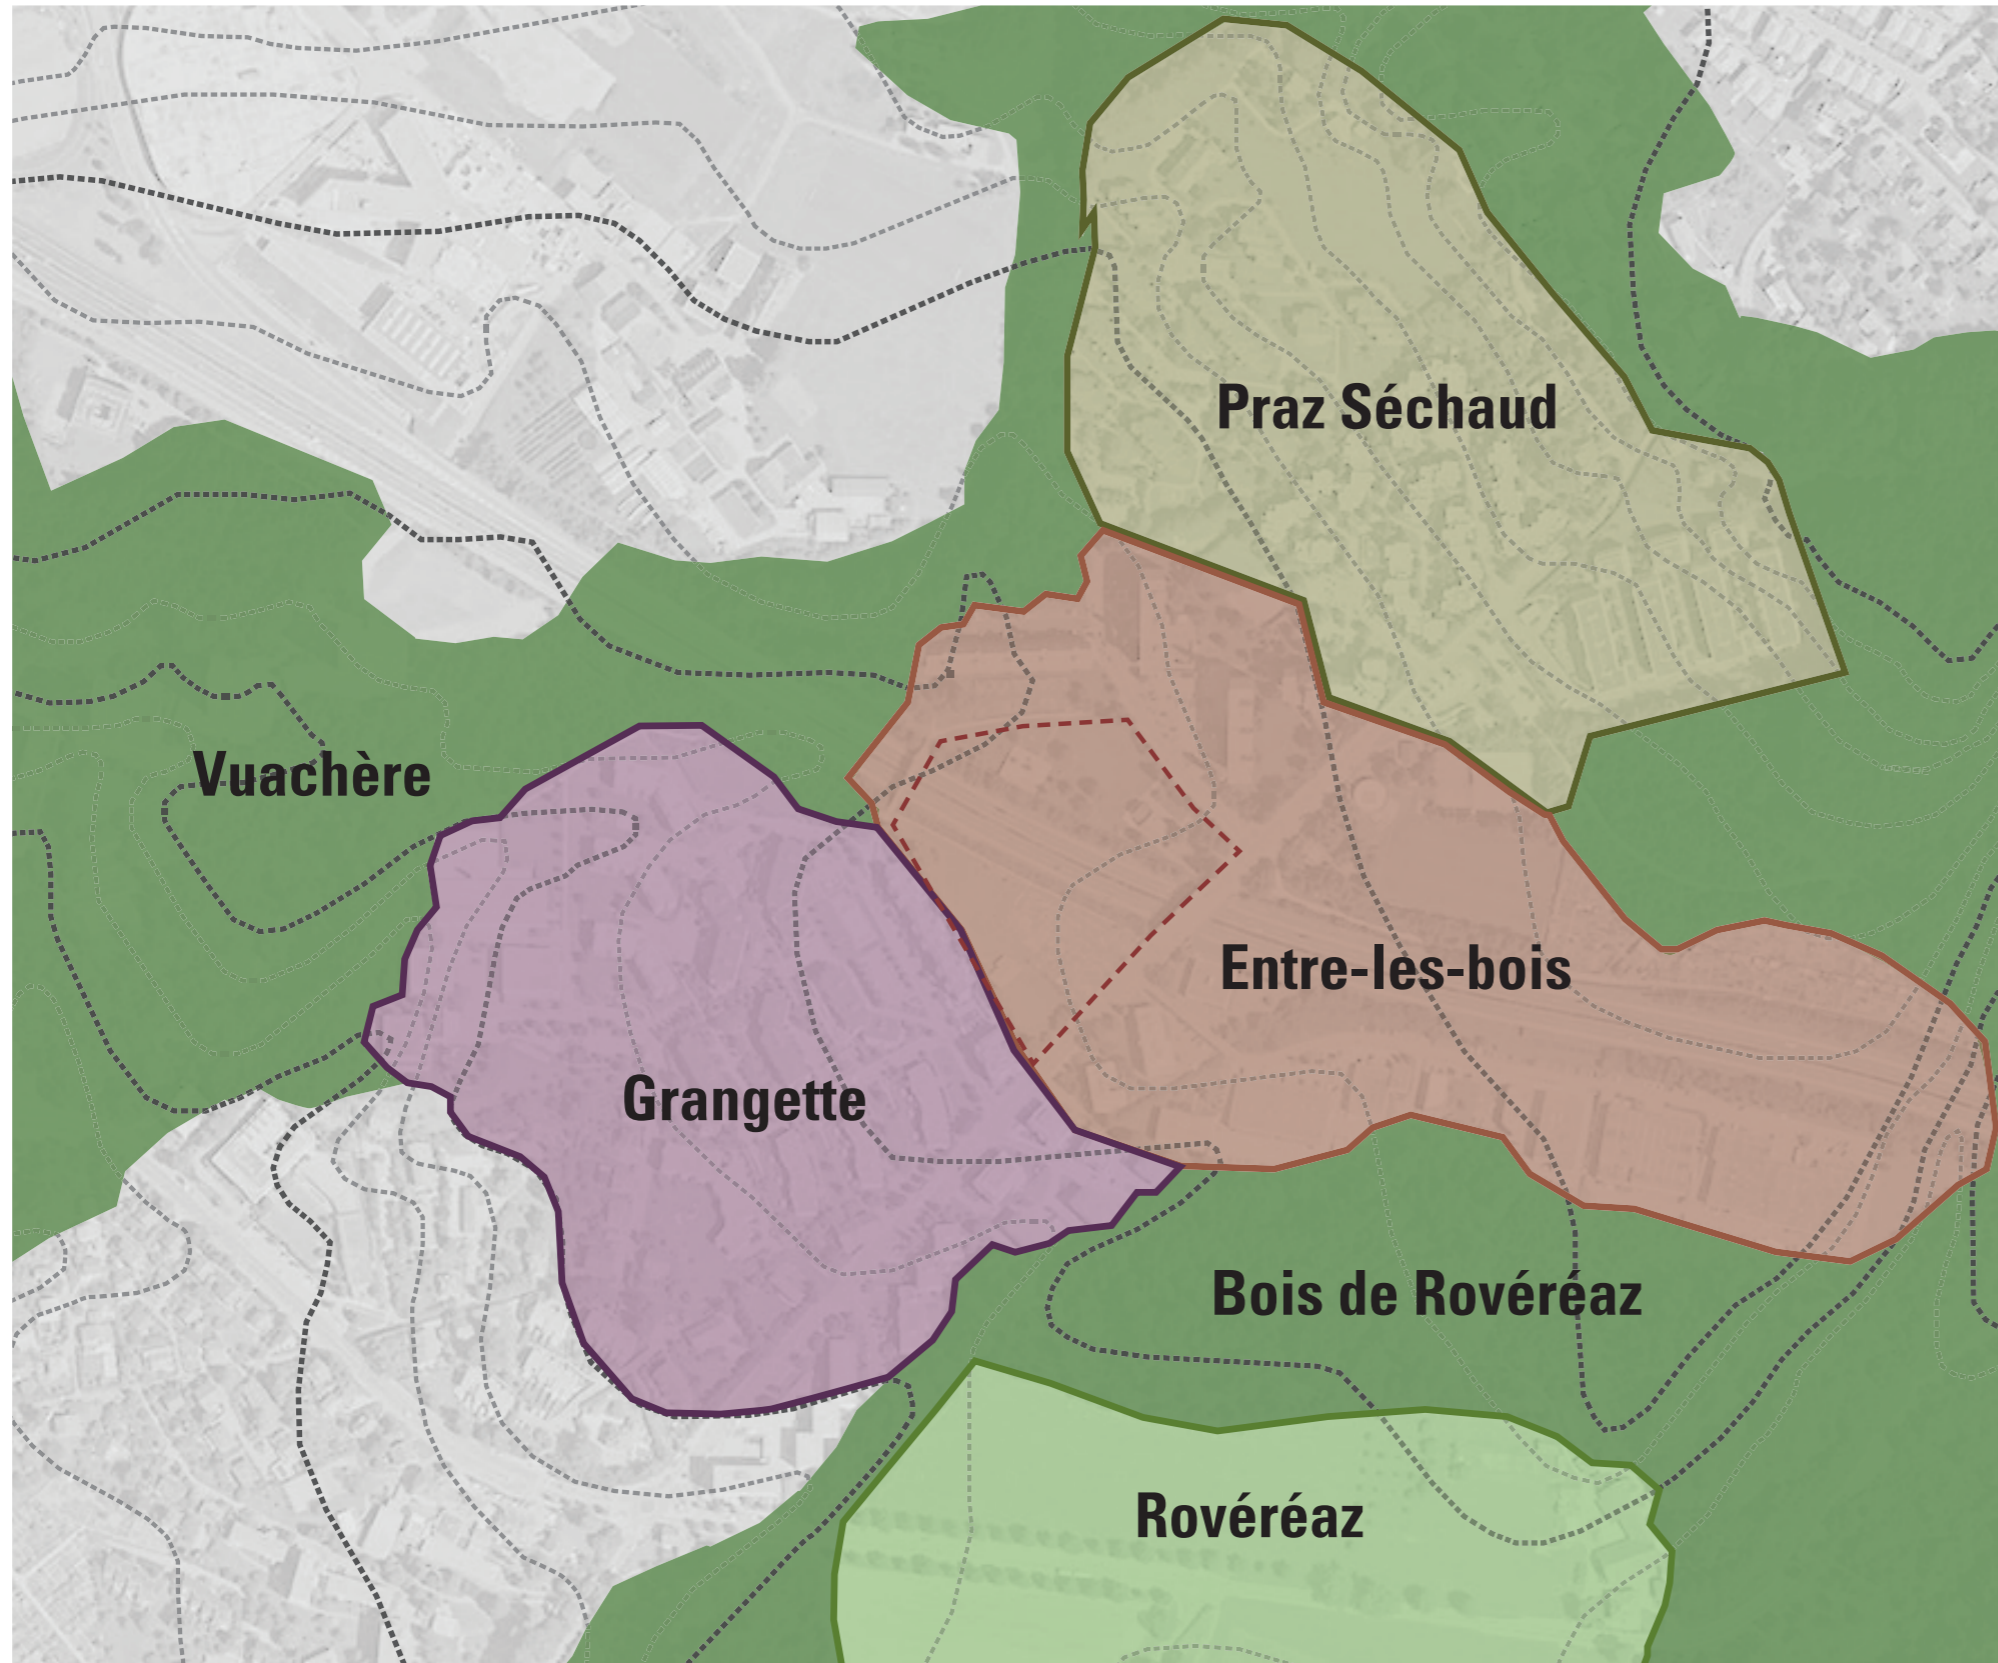 Praz Séchaud
Vuachère
Entre-les-bois
Grangette
Bois de Rovéréaz
Rovéréaz